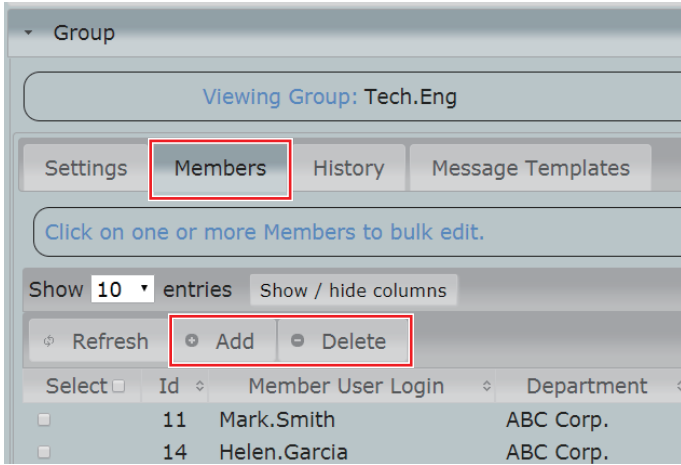 Group
Viewing Group: Tech.Eng
Settings Members History Message Templates
Click on one or more Members to bulk edit.
Show 10 entries Show / hide columns
Refresh Add Delete
Select Id Member User Login Department
11 Mark.Smith ABC Corp.
14 Helen.Garcia ABC Corp.